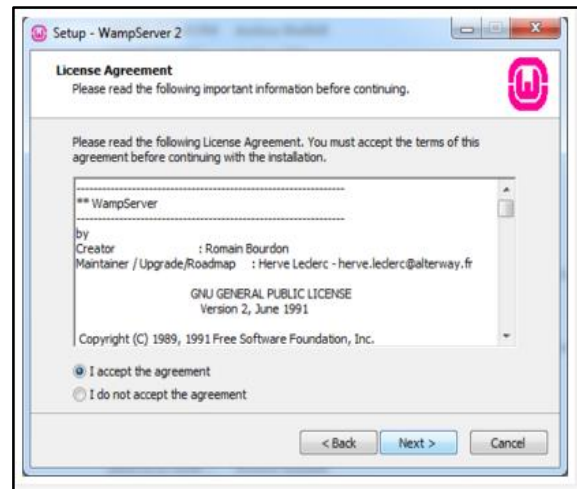 Setup - WampServer 2
License Agreement
Please read the following important information before continuing.
Please read the following License Agreement. You must accept the terms of this
agreement before continuing with the installation.
----------------------------------------------------------------
** WampServer
----------------------------------------------------------------
by
Creator : Romain Bourdon
Maintainer / Upgrade/Roadmap : Herve Leclerc - herve.leclerc@alterway.fr
GNU GENERAL PUBLIC LICENSE
Version 2, June 1991
Copyright (C) 1989, 1991 Free Software Foundation, Inc.
I accept the agreement
I do not accept the agreement
< Back Next > Cancel